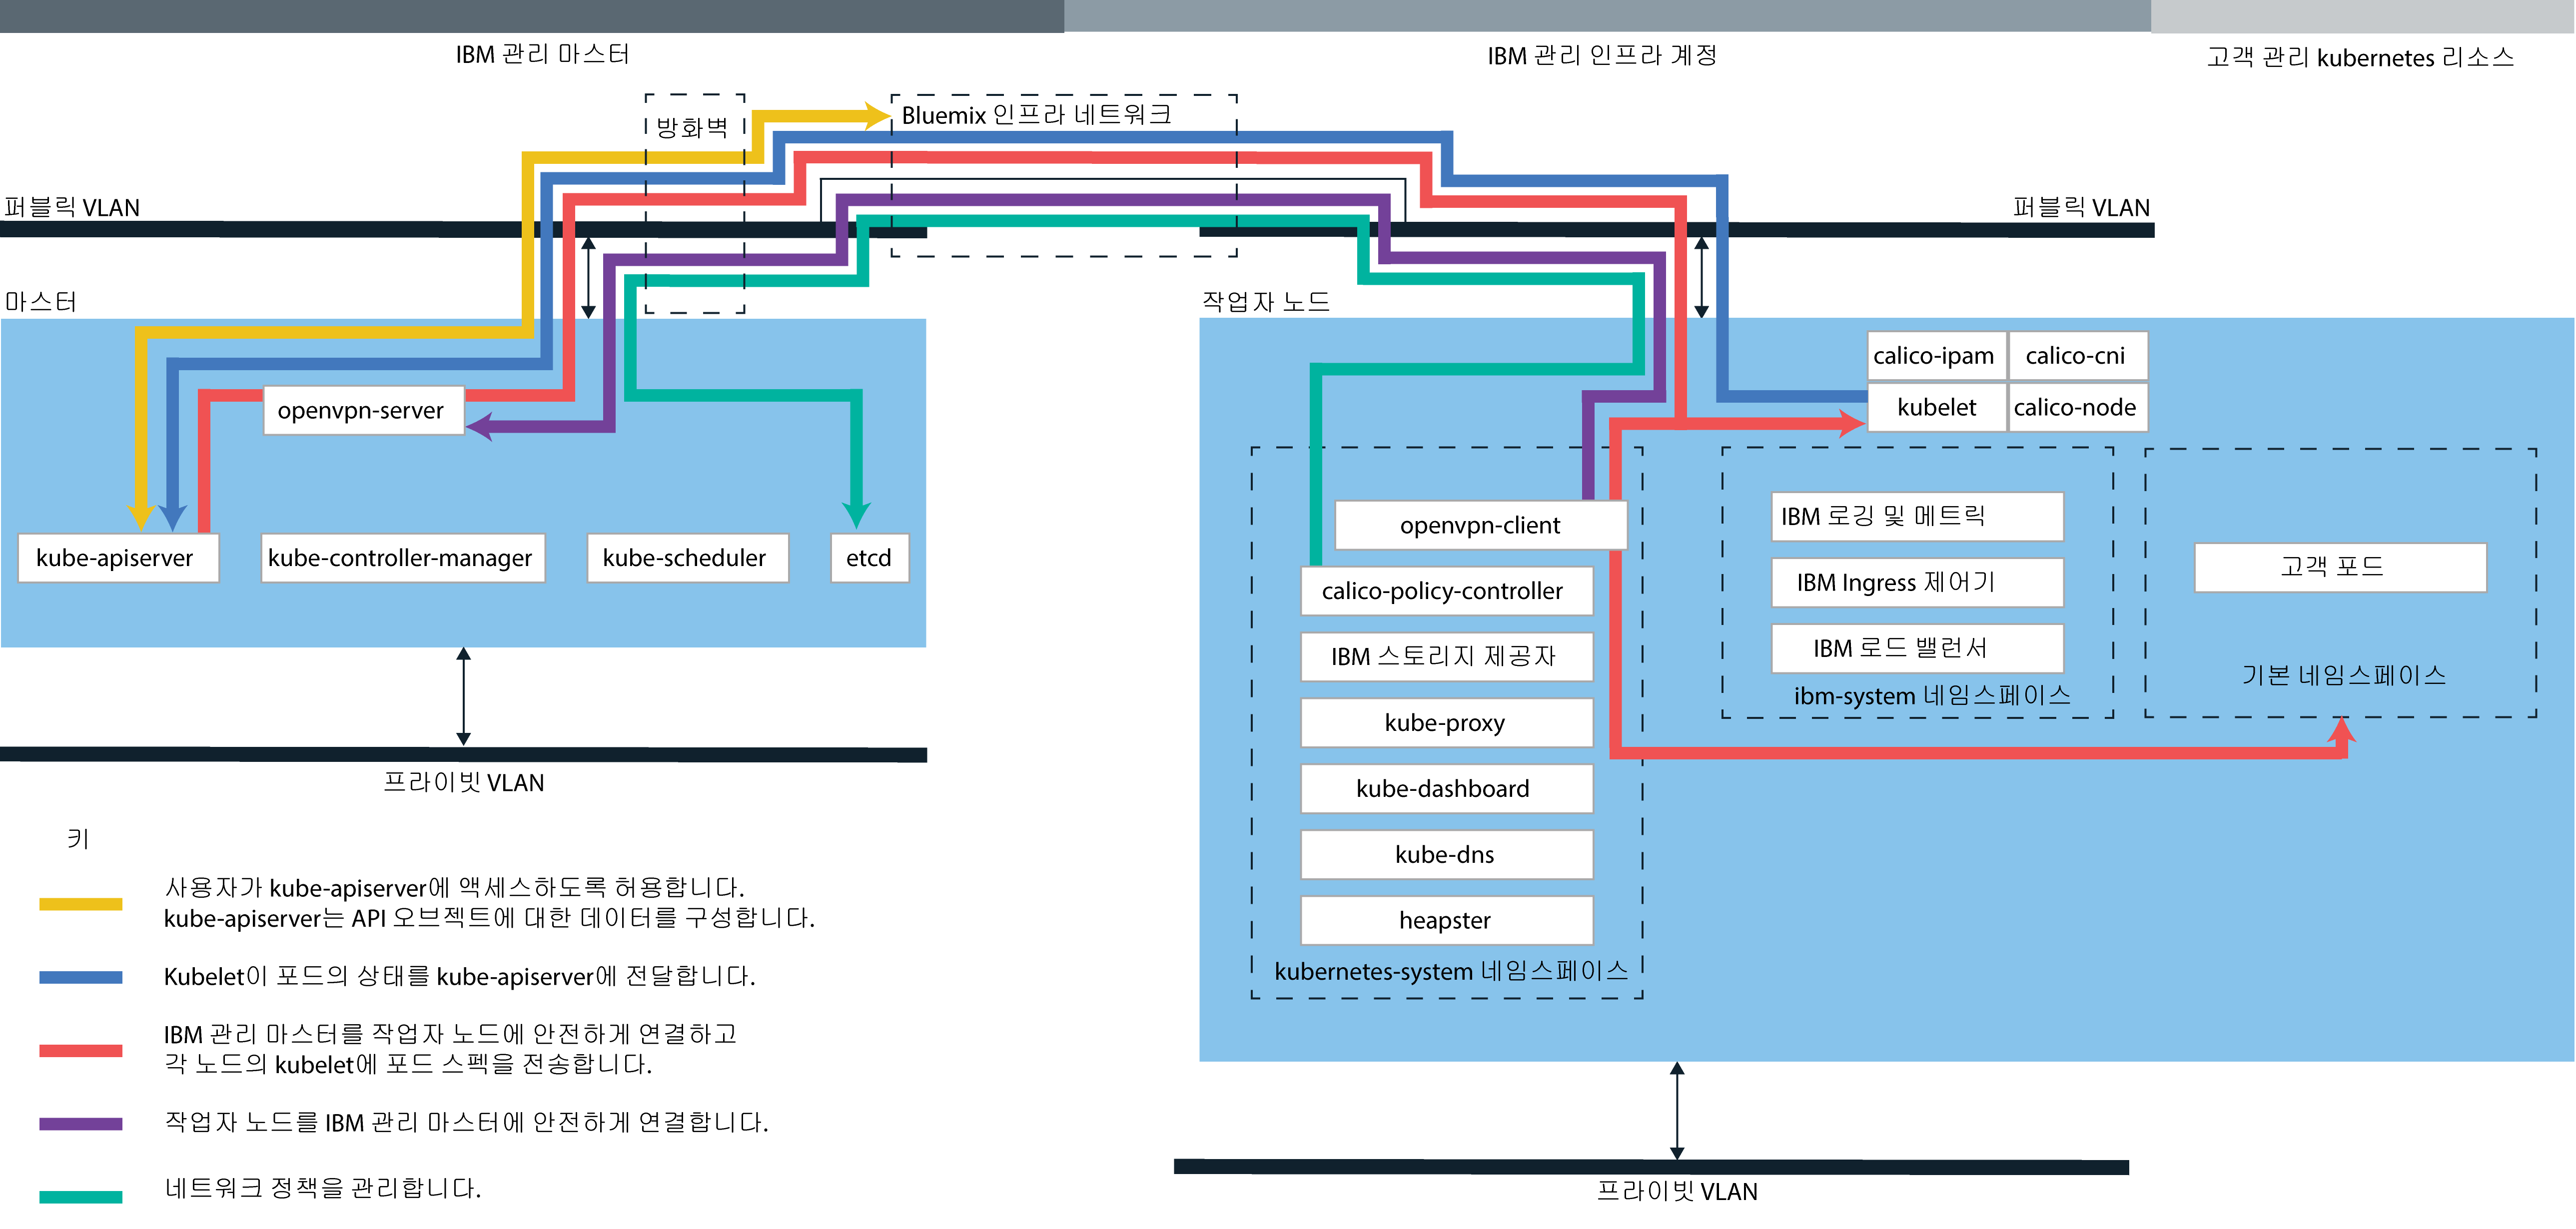 IBM 관리 마스터
IBM 관리 인프라 계정
고객 관리 kubernetes 리소스
방화벽
Bluemix 인프라 네트워크
퍼블릭 VLAN
퍼블릭 VLAN
마스터
작업자 노드
openvpn-server
kube-apiserver
kube-controller-manager
kube-scheduler
etcd
calico-ipam
calico-cni
kubelet
calico-node
openvpn-client
calico-policy-controller
IBM 스토리지 제공자
kube-proxy
kube-dashboard
kube-dns
heapster
kubernetes-system 네임스페이스
IBM 로깅 및 메트릭
IBM Ingress 제어기
IBM 로드 밸런서
ibm-system 네임스페이스
고객 포드
기본 네임스페이스
프라이빗 VLAN
키
사용자가 kube-apiserver에 액세스하도록 허용합니다.
kube-apiserver는 API 오브젝트에 대한 데이터를 구성합니다.
Kubelet이 포드의 상태를 kube-apiserver에 전달합니다.
IBM 관리 마스터를 작업자 노드에 안전하게 연결하고
각 노드의 kubelet에 포드 스펙을 전송합니다.
작업자 노드를 IBM 관리 마스터에 안전하게 연결합니다.
네트워크 정책을 관리합니다.
프라이빗 VLAN